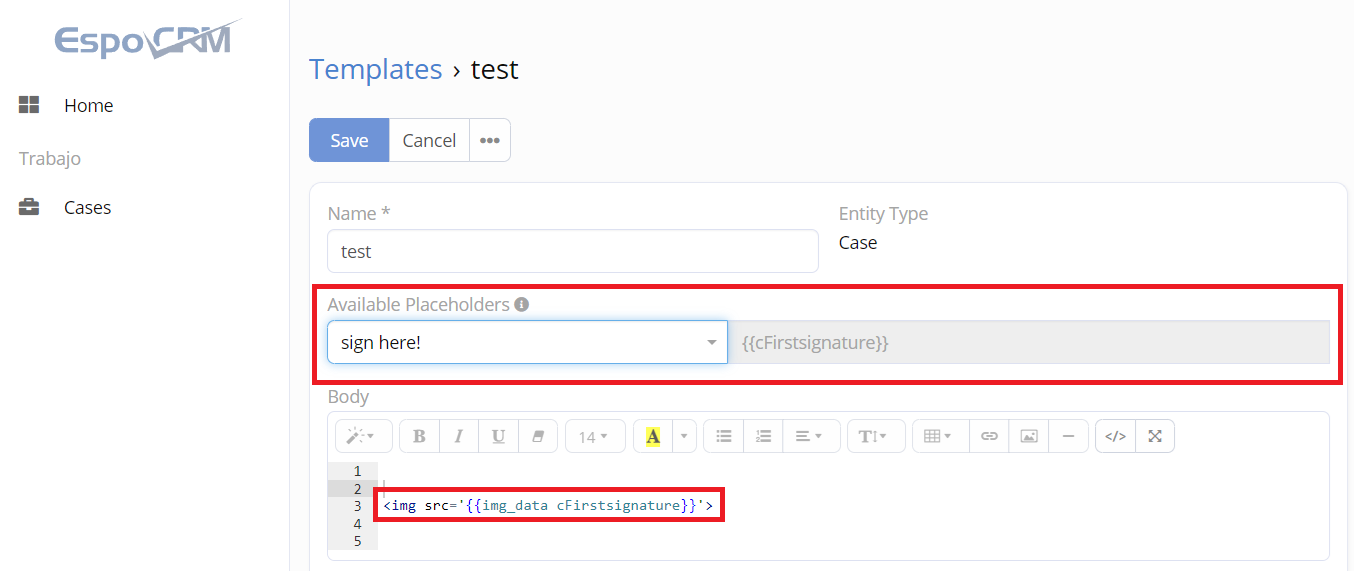 EspoCRM
Home
Trabajo
Cases
Templates › test
Save Cancel •••
Name *
Entity Type
test
Case
Available Placeholders
sign here!
{{cFirstsignature}}
Body
B I U 14 A TI </>
1
2
3 <img src='{{img_data cFirstsignature}}'>
4
5